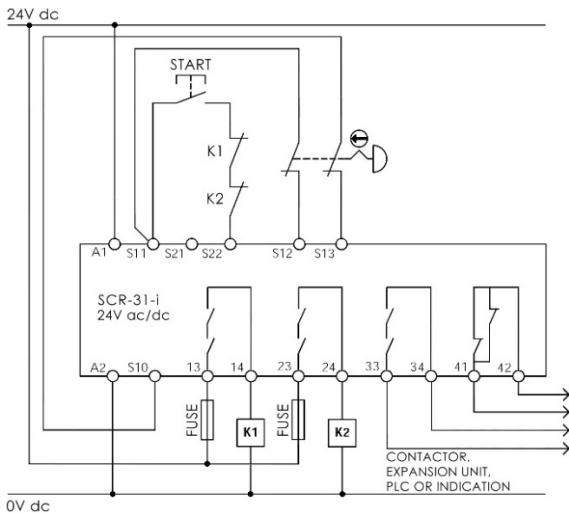 24V dc
START
K1
K2
A1 S11 S21 S22 S12 S13
SCR-31-i
24V ac/dc
A2 S10 13 14 23 24 33 34 41 42
FUSE K1 FUSE K2
CONTACTOR,
EXPANSION UNIT,
PLC OR INDICATION
0V dc